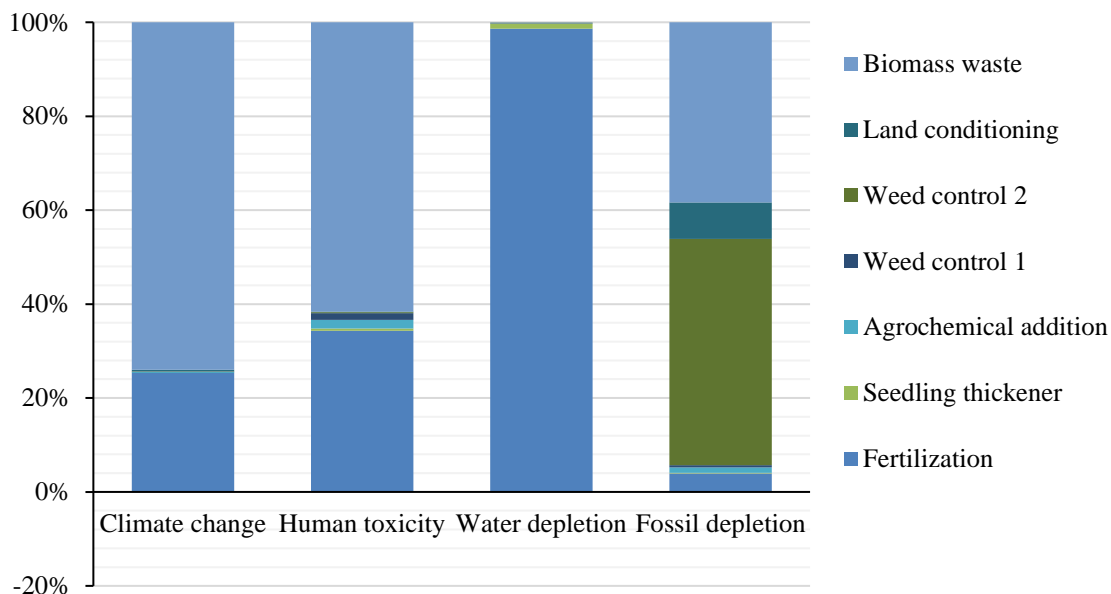 100%
80%
60%
40%
20%
0%
-20%
Climate change Human toxicity Water depletion Fossil depletion
Biomass waste
Land conditioning
Weed control 2
Weed control 1
Agrochemical addition
Seedling thickener
Fertilization